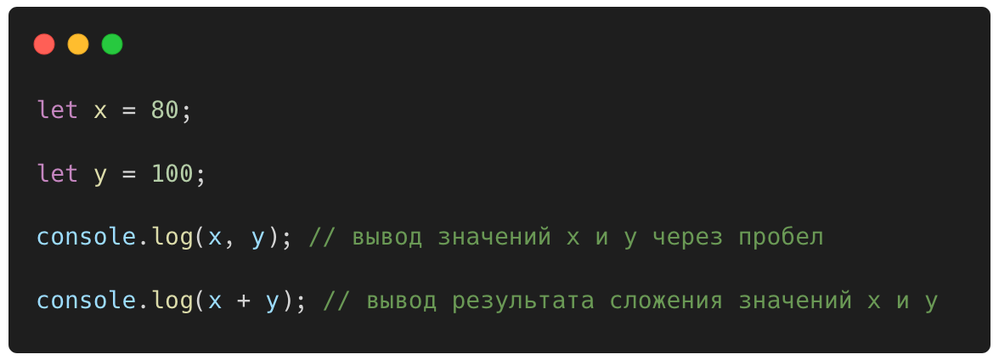 let x = 80;
let y = 100;
console.log(x, y); // вывод значений x и y через пробел
console.log(x + y); // вывод результата сложения значений x и y